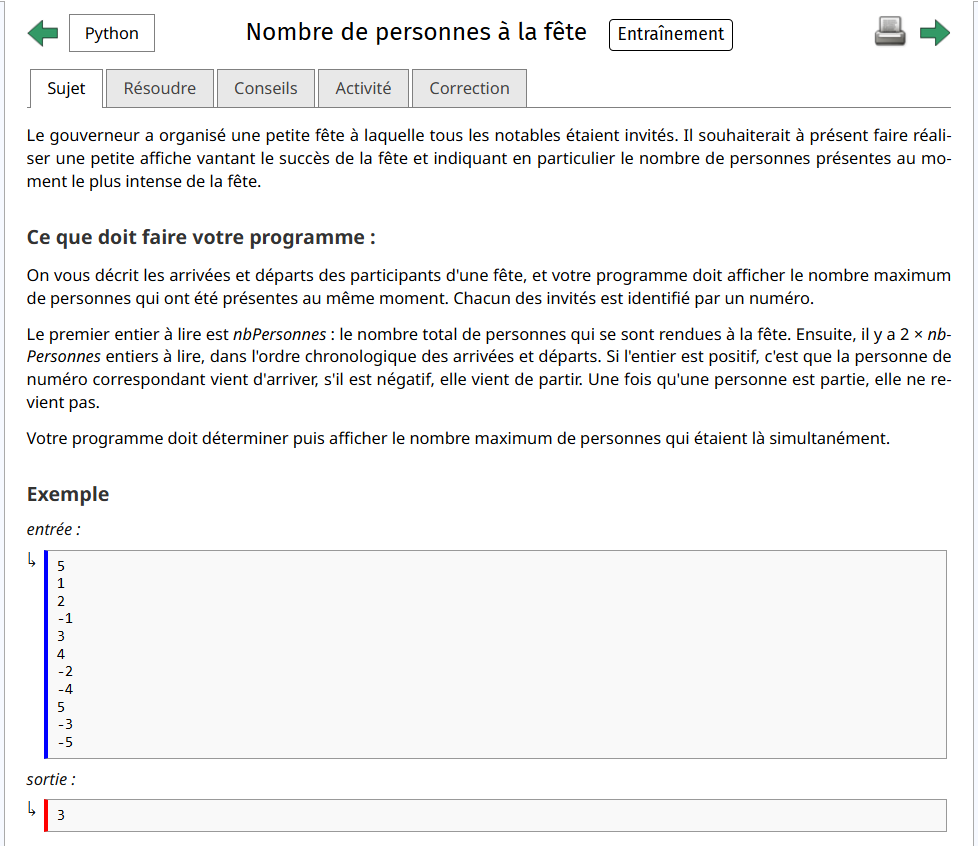 Python
Nombre de personnes à la fête
Entraînement
Sujet
Résoudre
Conseils
Activité
Correction
Le gouverneur a organisé une petite fête à laquelle tous les notables étaient invités. Il souhaiterait à présent faire réali-
ser une petite affiche vantant le succès de la fête et indiquant en particulier le nombre de personnes présentes au mo-
ment le plus intense de la fête.
Ce que doit faire votre programme :
On vous décrit les arrivées et départs des participants d'une fête, et votre programme doit afficher le nombre maximum
de personnes qui ont été présentes au même moment. Chacun des invités est identifié par un numéro.
Le premier entier à lire est nbPersonnes : le nombre total de personnes qui se sont rendues à la fête. Ensuite, il y a 2 × nb-
Personnes entiers à lire, dans l'ordre chronologique des arrivées et départs. Si l'entier est positif, c'est que la personne de
numéro correspondant vient d'arriver, s'il est négatif, elle vient de partir. Une fois qu'une personne est partie, elle ne re-
vient pas.
Votre programme doit déterminer puis afficher le nombre maximum de personnes qui étaient là simultanément.
Exemple
entrée :
5
1
2
-1
3
4
-2
-4
5
-3
-5
sortie :
3